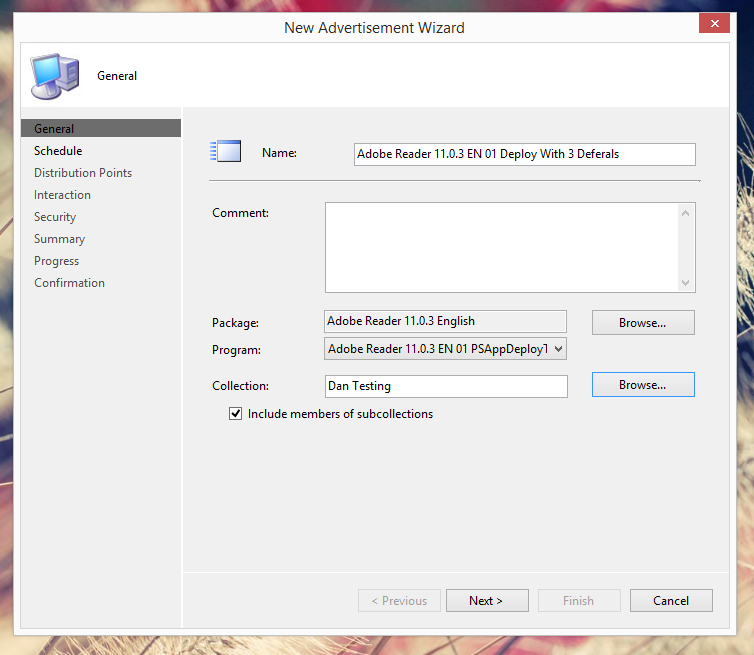 New Advertisement Wizard
General
General
Schedule
Distribution Points
Interaction
Security
Summary
Progress
Confirmation
Name: Adobe Reader 11.0.3 EN 01 Deploy With 3 Deferals
Comment:
Package: Adobe Reader 11.0.3 English Browse...
Program: Adobe Reader 11.0.3 EN 01 PSAppDeployT
Collection: Dan Testing Browse...
Include members of subcollections
< Previous Next > Finish Cancel